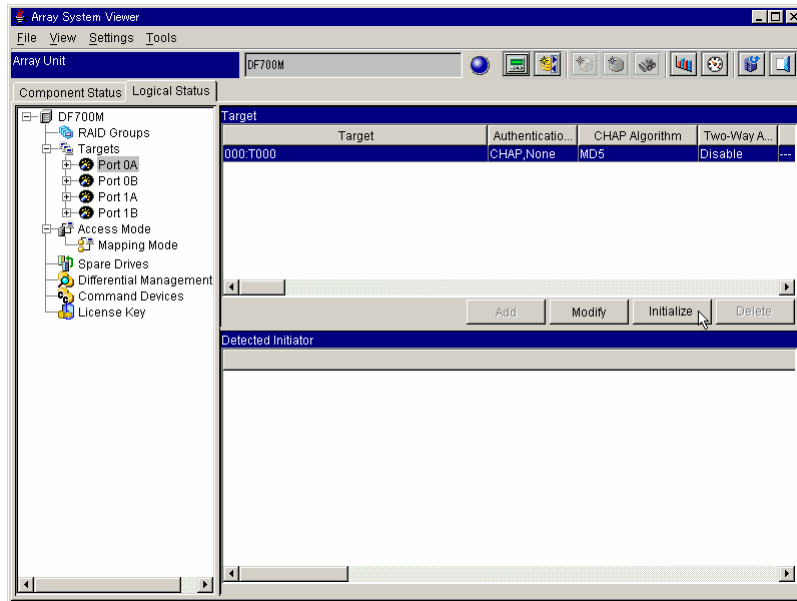 Array System Viewer
File View Settings Tools
Array Unit
DF700M
Component Status
Logical Status
DF700M
RAID Groups
Targets
Port 0A
Port 0B
Port 1A
Port 1B
Access Mode
Mapping Mode
Spare Drives
Differential Management
Command Devices
License Key
Target
Target Authenticatio... CHAP Algorithm Two-Way A...
000:T000 CHAP,None MD5 Disable ---
Add Modify Initialize Delete
Detected Initiator